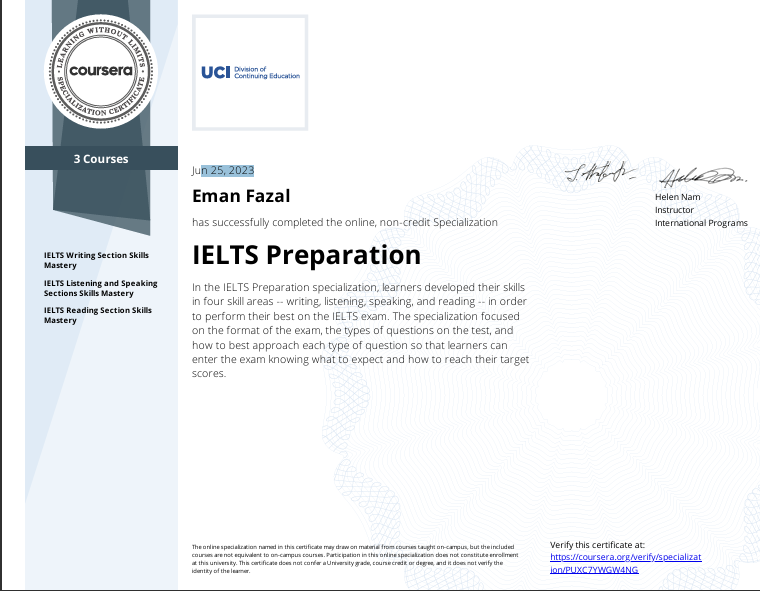 LEARNING WITHOUT LIMITS
coursera
SPECIALIZATION CERTIFICATE
3 Courses
IELTS Writing Section Skills
Mastery
IELTS Listening and Speaking
Sections Skills Mastery
IELTS Reading Section Skills
Mastery
UCI Division of
Continuing Education
Jun 25, 2023
Eman Fazal
has successfully completed the online, non-credit Specialization
IELTS Preparation
In the IELTS Preparation specialization, learners developed their skills
in four skill areas -- writing, listening, speaking, and reading -- in order
to perform their best on the IELTS exam. The specialization focused
on the format of the exam, the types of questions on the test, and
how to best approach each type of question so that learners can
enter the exam knowing what to expect and how to reach their target
scores.
Helen Nam
Instructor
International Programs
The online specialization named in this certificate may draw on material from courses taught on-campus, but the included
courses are not equivalent to on-campus courses. Participation in this online specialization does not constitute enrollment
at this university. This certificate does not confer a University grade, course credit or degree, and it does not verify the
identity of the learner.
Verify this certificate at:
https://coursera.org/verify/specializat
ion/PUXC7YWGW4NG